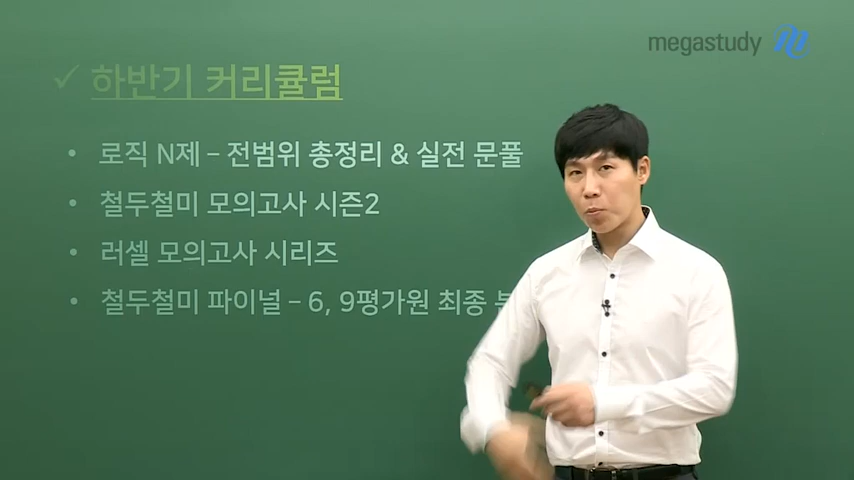 megastudy
✓ 하반기 커리큘럼
• 로직 N제 – 전범위 총정리 & 실전 문풀
• 철두철미 모의고사 시즌2
• 러셀 모의고사 시리즈
• 철두철미 파이널 – 6, 9평가원 최종